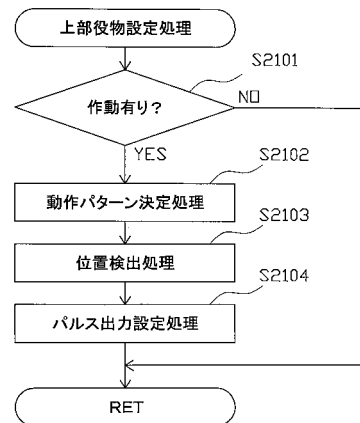 上部役物設定処理
S2101
作動有り?
NO
YES
S2102
動作パターン決定処理
S2103
位置検出処理
S2104
パルス出力設定処理
RET